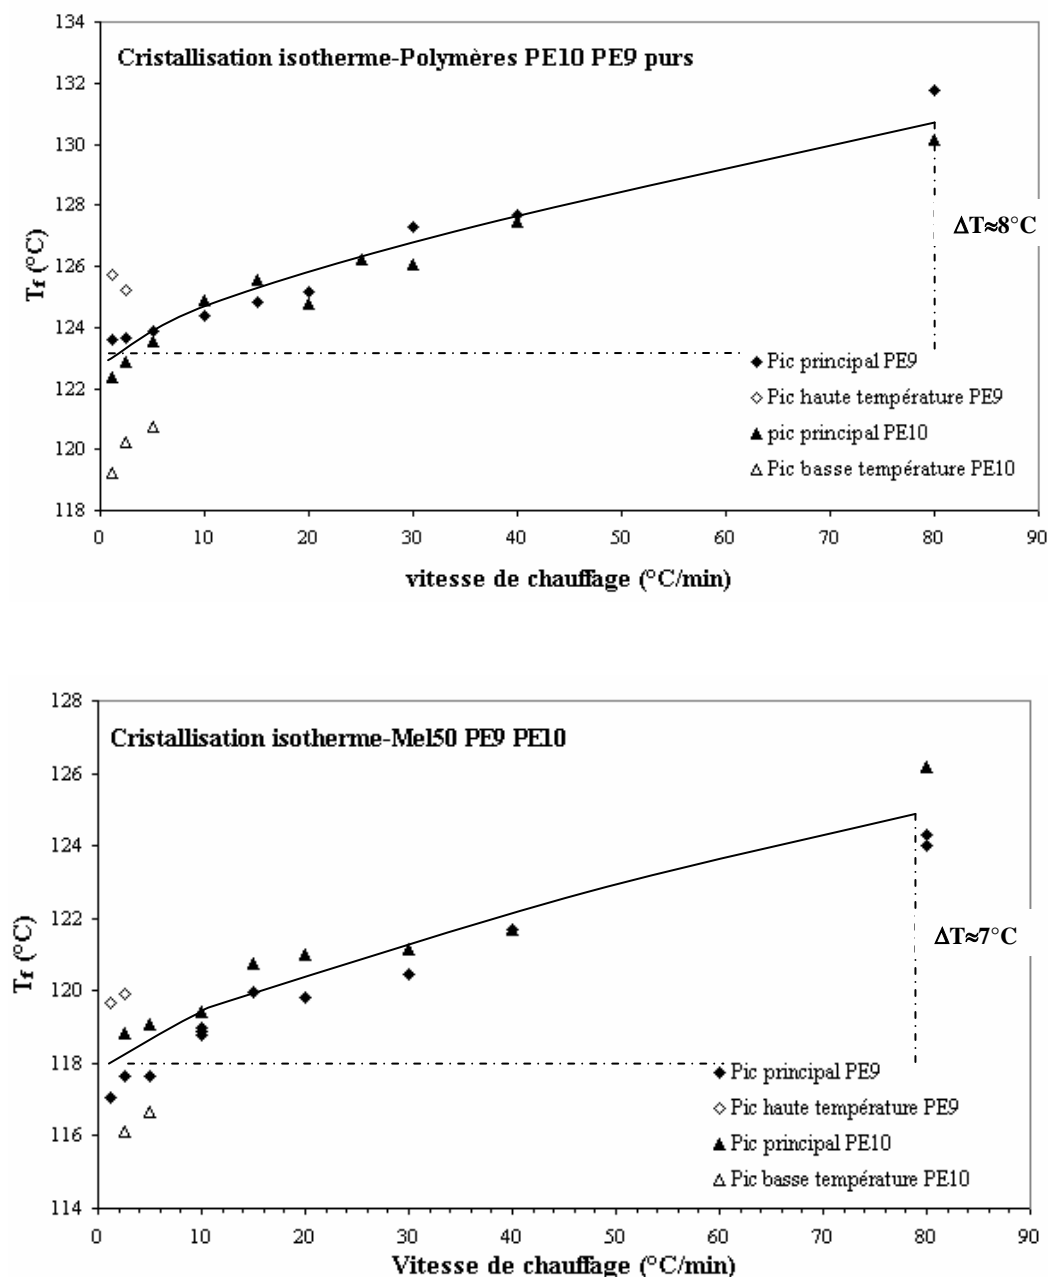 134
Cristallisation isotherme-Polymères PE10 PE9 purs
132
130
128
ΔT≈8°C
126
124
122
120
118
T_f (°C)
Pic principal PE9
Pic haute température PE9
pic principal PE10
Pic basse température PE10
0 10 20 30 40 50 60 70 80 90
vitesse de chauffage (°C/min)
128
Cristallisation isotherme-Mel50 PE9 PE10
126
124
122
ΔT≈7°C
120
118
116
114
T_f (°C)
Pic principal PE9
Pic haute température PE9
Pic principal PE10
Pic basse température PE10
0 10 20 30 40 50 60 70 80 90
Vitesse de chauffage (°C/min)